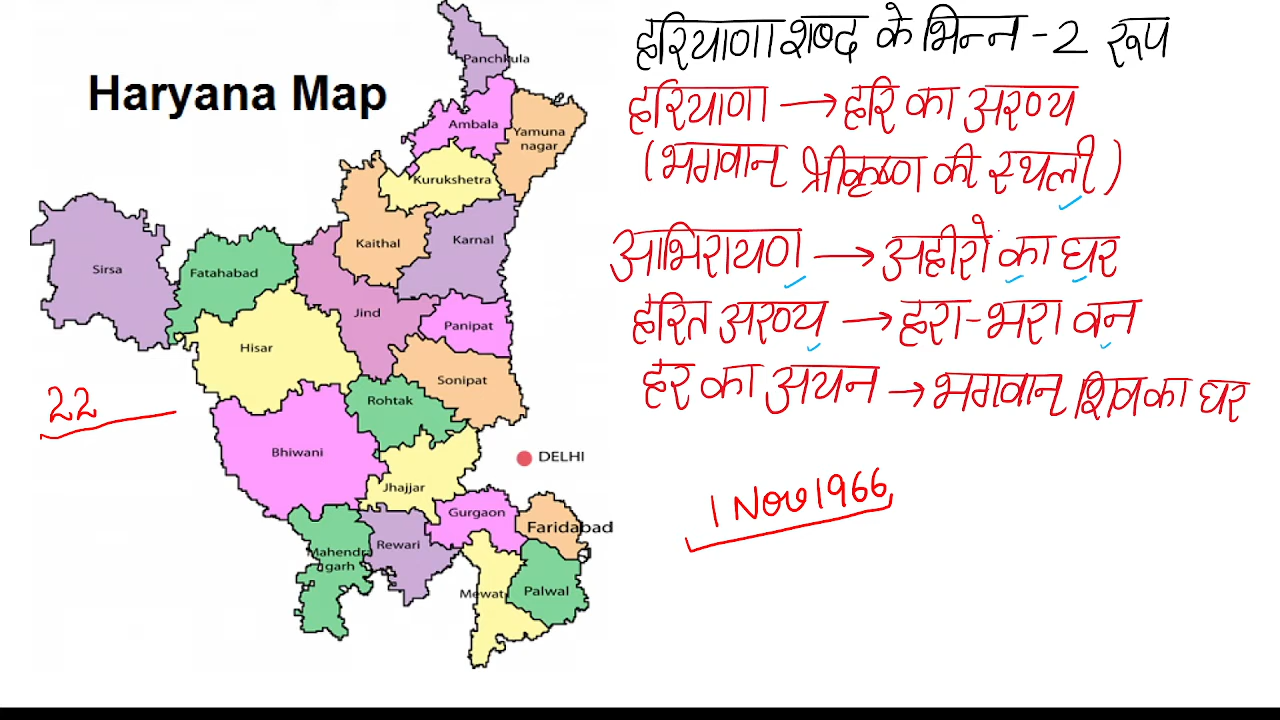 Haryana Map
Panchkula
Ambala
Yamuna
nagar
Kurukshetra
Kaithal
Karnal
Sirsa
Fatahabad
Jind
Panipat
Hisar
Sonipat
Rohtak
22
Bhiwani
DELHI
Jhajjar
Gurgaon
Faridabad
Rewari
Mahendr
garh
Mewat
Palwal
हरियाणा शब्द के भिन्न-2 रूप
हरियाणा → हरि का अरण्य
(भगवान् श्रीकृष्ण की स्थली)
आभिरायण → अहीरो का घर
हरित अरण्य → हरा-भरा वन
हर का अयन → भगवान् शिव का घर
1 Nov 1966